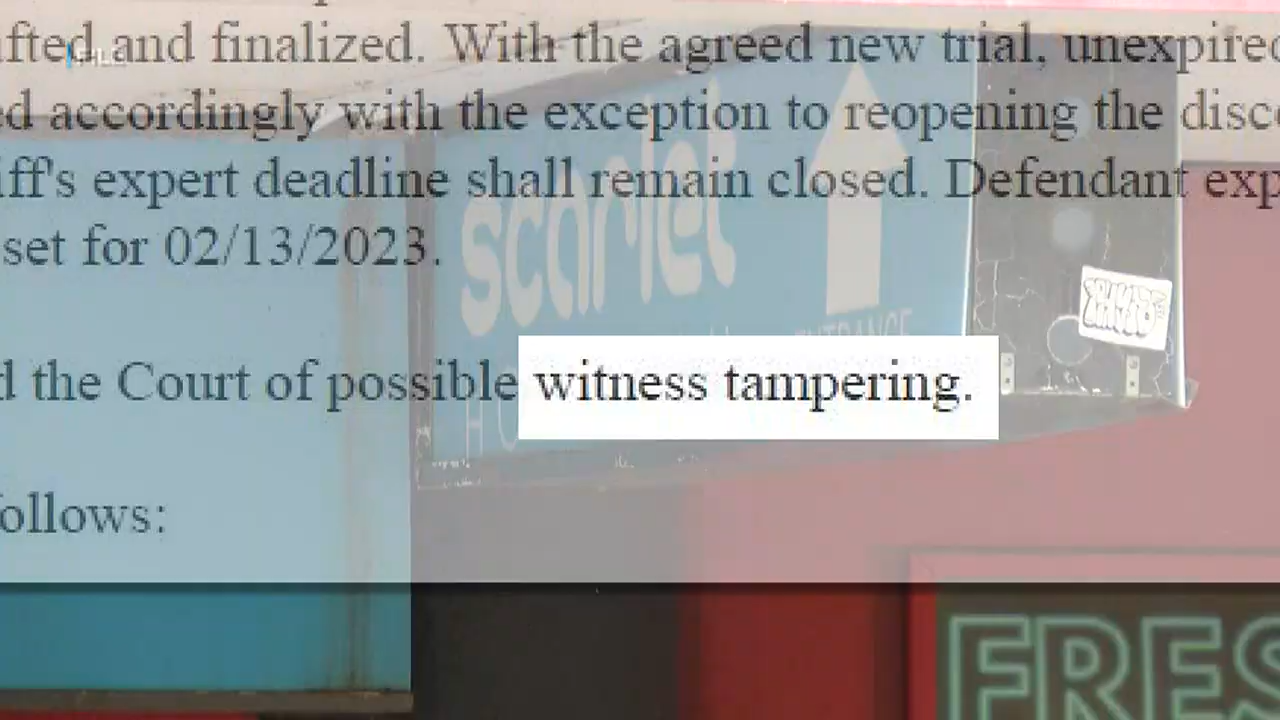 fted and finalized. With the agreed new trial, unexpired
ed accordingly with the exception to reopening the disc
iff's expert deadline shall remain closed. Defendant exp
set for 02/13/2023.
d the Court of possible witness tampering.
follows:
scarlet
ENTRANCE
FRES